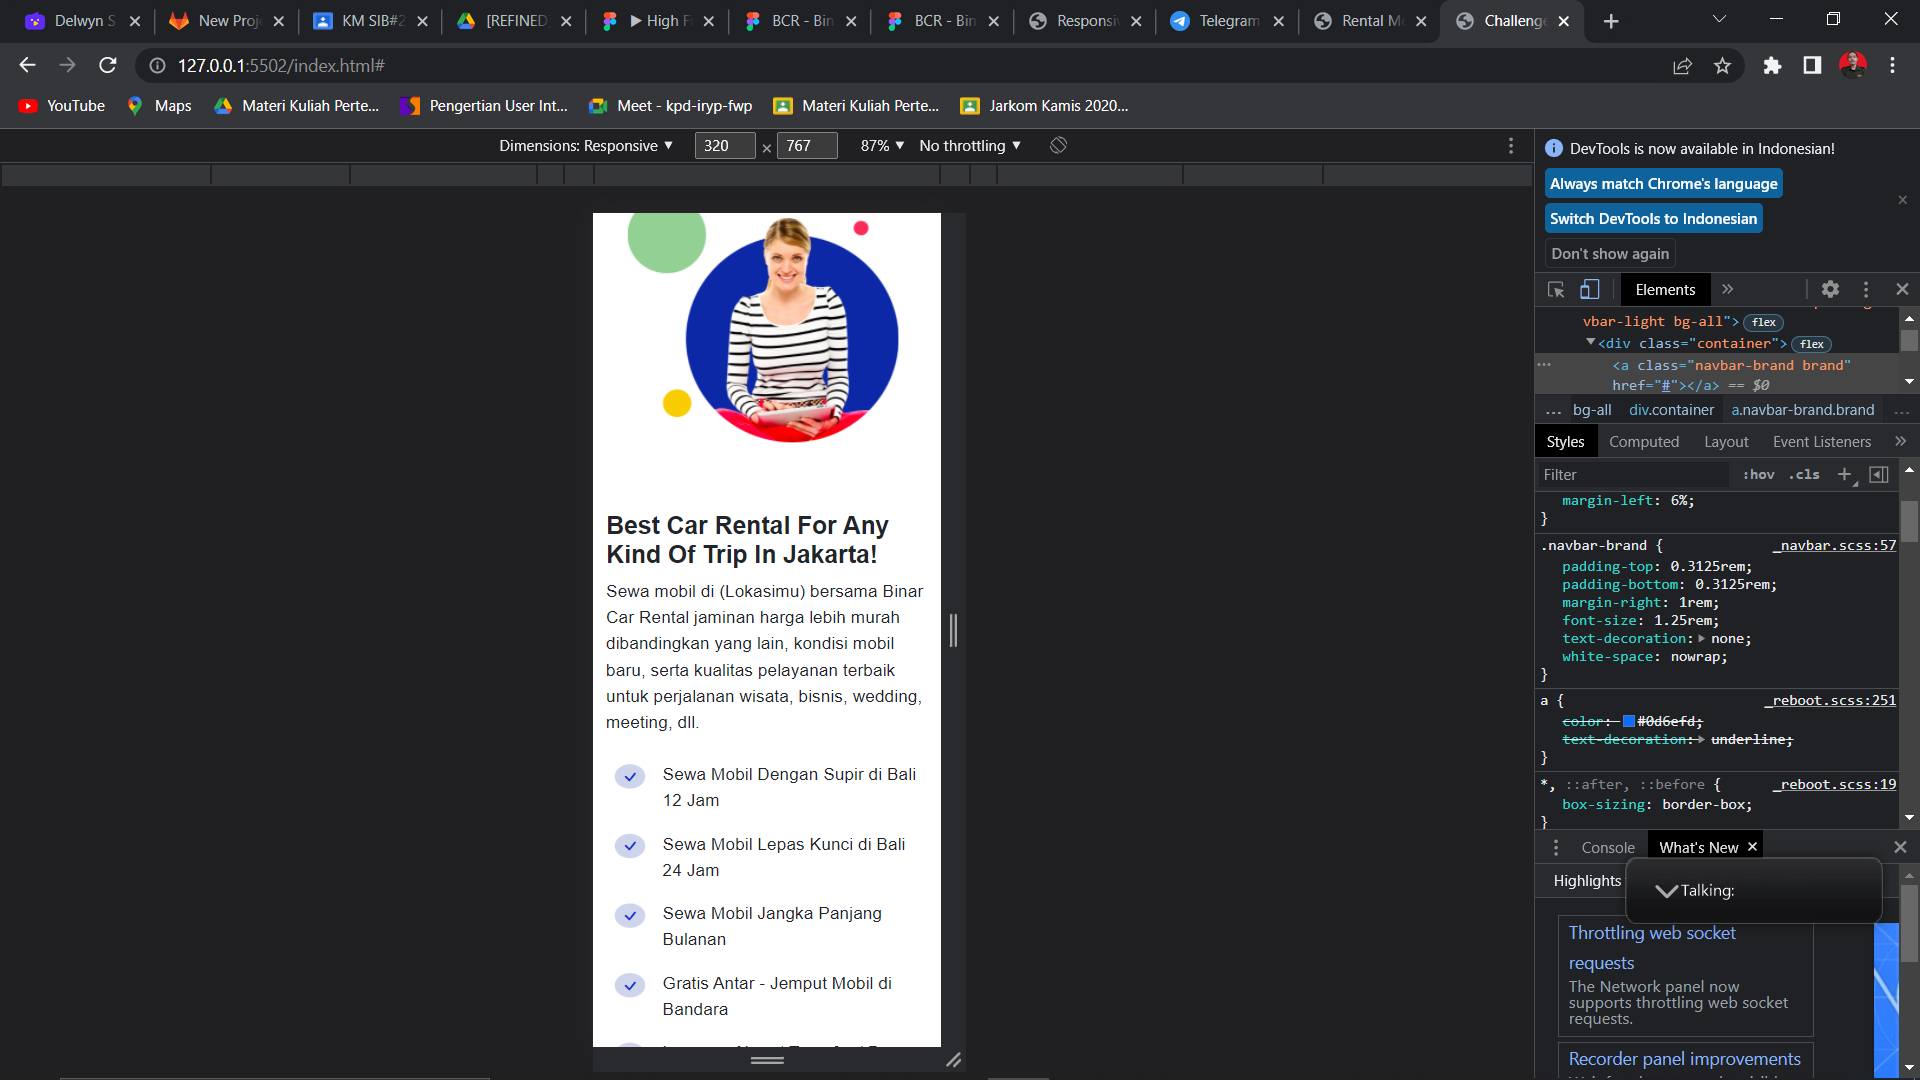 Delwyn S
New Proj
KM SIB#2
[REFINED
▶ High F
BCR - Bin
BCR - Bin
Responsiv
Telegram
Rental Mo
Challenge
127.0.0.1:5502/index.html#
YouTube
Maps
Materi Kuliah Perte...
Pengertian User Int...
Meet - kpd-iryp-fwp
Materi Kuliah Perte...
Jarkom Kamis 2020...
Dimensions: Responsive ▼ 320 × 767 87% ▼ No throttling ▼
Best Car Rental For Any
Kind Of Trip In Jakarta!
Sewa mobil di (Lokasimu) bersama Binar
Car Rental jaminan harga lebih murah
dibandingkan yang lain, kondisi mobil
baru, serta kualitas pelayanan terbaik
untuk perjalanan wisata, bisnis, wedding,
meeting, dll.
Sewa Mobil Dengan Supir di Bali
12 Jam
Sewa Mobil Lepas Kunci di Bali
24 Jam
Sewa Mobil Jangka Panjang
Bulanan
Gratis Antar - Jemput Mobil di
Bandara
DevTools is now available in Indonesian!
Always match Chrome's language
Switch DevTools to Indonesian
Don't show again
Elements
vbar-light bg-all"> flex
<div class="container"> flex
<a class="navbar-brand brand"
href="#"></a> == $0
... bg-all div.container a.navbar-brand.brand ...
Styles Computed Layout Event Listeners
Filter :hov .cls
margin-left: 6%;
}
.navbar-brand { _navbar.scss:57
padding-top: 0.3125rem;
padding-bottom: 0.3125rem;
margin-right: 1rem;
font-size: 1.25rem;
text-decoration: none;
white-space: nowrap;
}
a { _reboot.scss:251
color: #0d6efd;
text-decoration: underline;
}
*, ::after, ::before { _reboot.scss:19
box-sizing: border-box;
}
Console What's New
Highlights
Talking:
Throttling web socket
requests
The Network panel now
supports throttling web socket
requests.
Recorder panel improvements